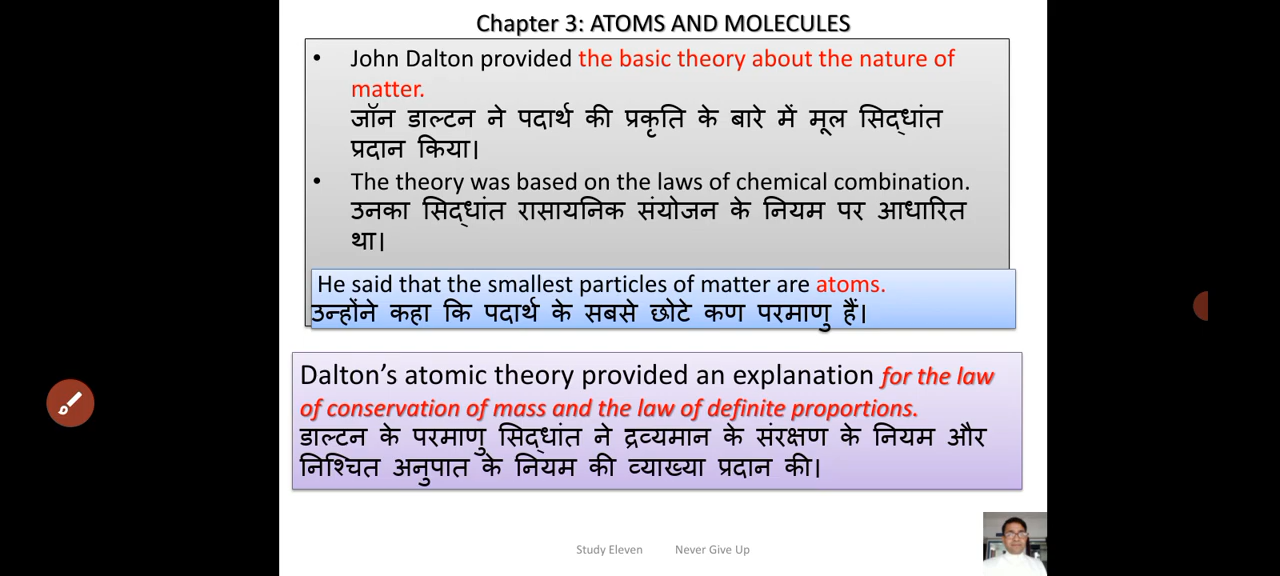 Chapter 3: ATOMS AND MOLECULES
• John Dalton provided the basic theory about the nature of
matter.
जॉन डाल्टन ने पदार्थ की प्रकृति के बारे में मूल सिद्धांत
प्रदान किया।
• The theory was based on the laws of chemical combination.
उनका सिद्धांत रासायनिक संयोजन के नियम पर आधारित
था।
He said that the smallest particles of matter are atoms.
उन्होंने कहा कि पदार्थ के सबसे छोटे कण परमाणु हैं।
Dalton’s atomic theory provided an explanation for the law
of conservation of mass and the law of definite proportions.
डाल्टन के परमाणु सिद्धांत ने द्रव्यमान के संरक्षण के नियम और
निश्चित अनुपात के नियम की व्याख्या प्रदान की।
Study Eleven Never Give Up